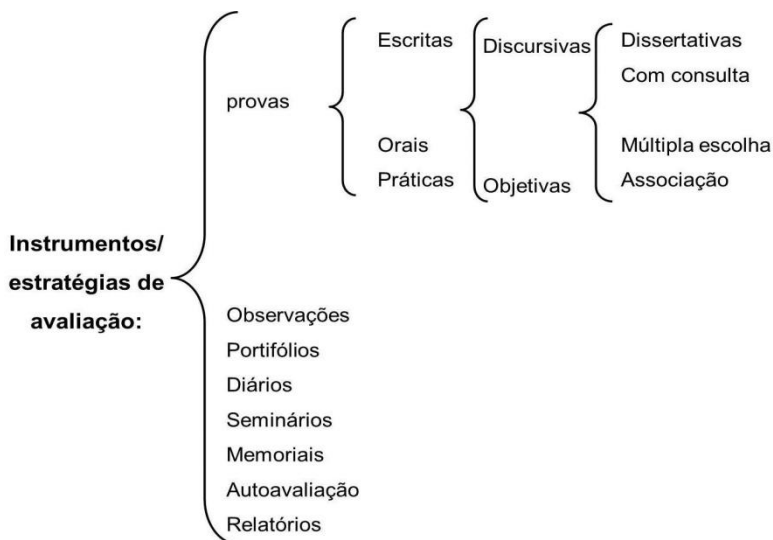 Escritas
Discursivas
Dissertativas
Com consulta
provas
Orais
Múltipla escolha
Práticas
Objetivas
Associação
Instrumentos/
estratégias de
avaliação:
Observações
Portifólios
Diários
Seminários
Memoriais
Autoavaliação
Relatórios